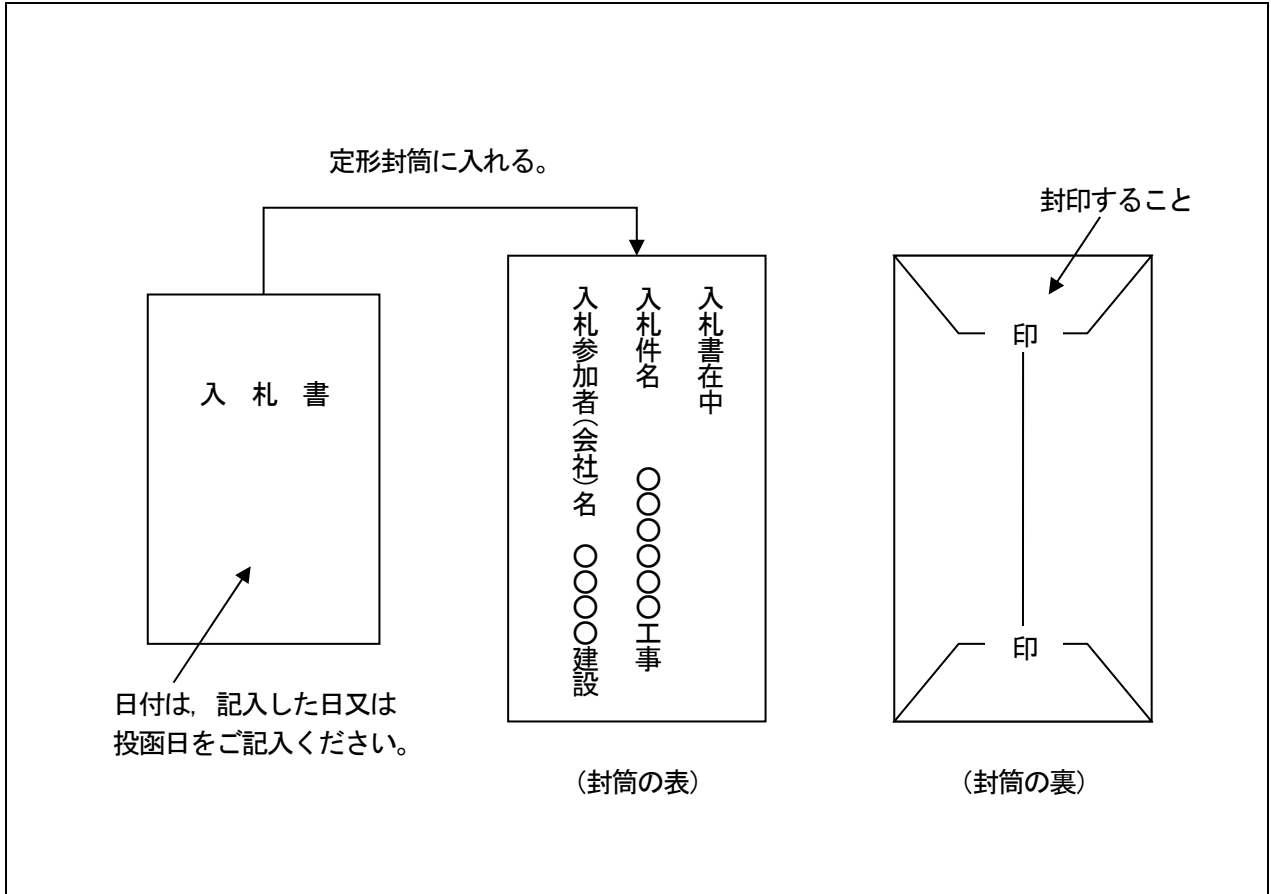 定形封筒に入れる。
封印すること
入札書
日付は，記入した日又は
投函日をご記入ください。
入札書在中
入札件名　〇〇〇〇〇〇工事
入札参加者（会社）名　〇〇〇〇建設
（封筒の表）
印
印
（封筒の裏）